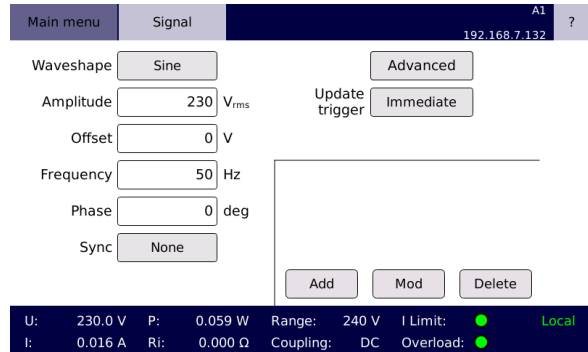 Main menu Signal A1 ?
192.168.7.132
Waveshape Sine Advanced
Amplitude 230 Vrms Update trigger Immediate
Offset 0 V
Frequency 50 Hz
Phase 0 deg
Sync None
Add Mod Delete
U: 230.0 V P: 0.059 W Range: 240 V I Limit: Local
I: 0.016 A Ri: 0.000 Ω Coupling: DC Overload: